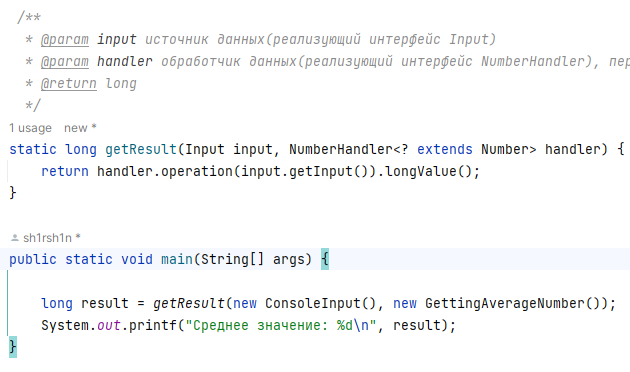 /**
* @param input источник данных(реализующий интерфейс Input)
* @param handler обработчик данных(реализующий интерфейс NumberHandler), пер
* @return long
*/
1 usage new *
static long getResult(Input input, NumberHandler<? extends Number> handler) {
return handler.operation(input.getInput()).longValue();
}
sh1rsh1n *
public static void main(String[] args) {
long result = getResult(new ConsoleInput(), new GettingAverageNumber());
System.out.printf("Среднее значение: %d\n", result);
}